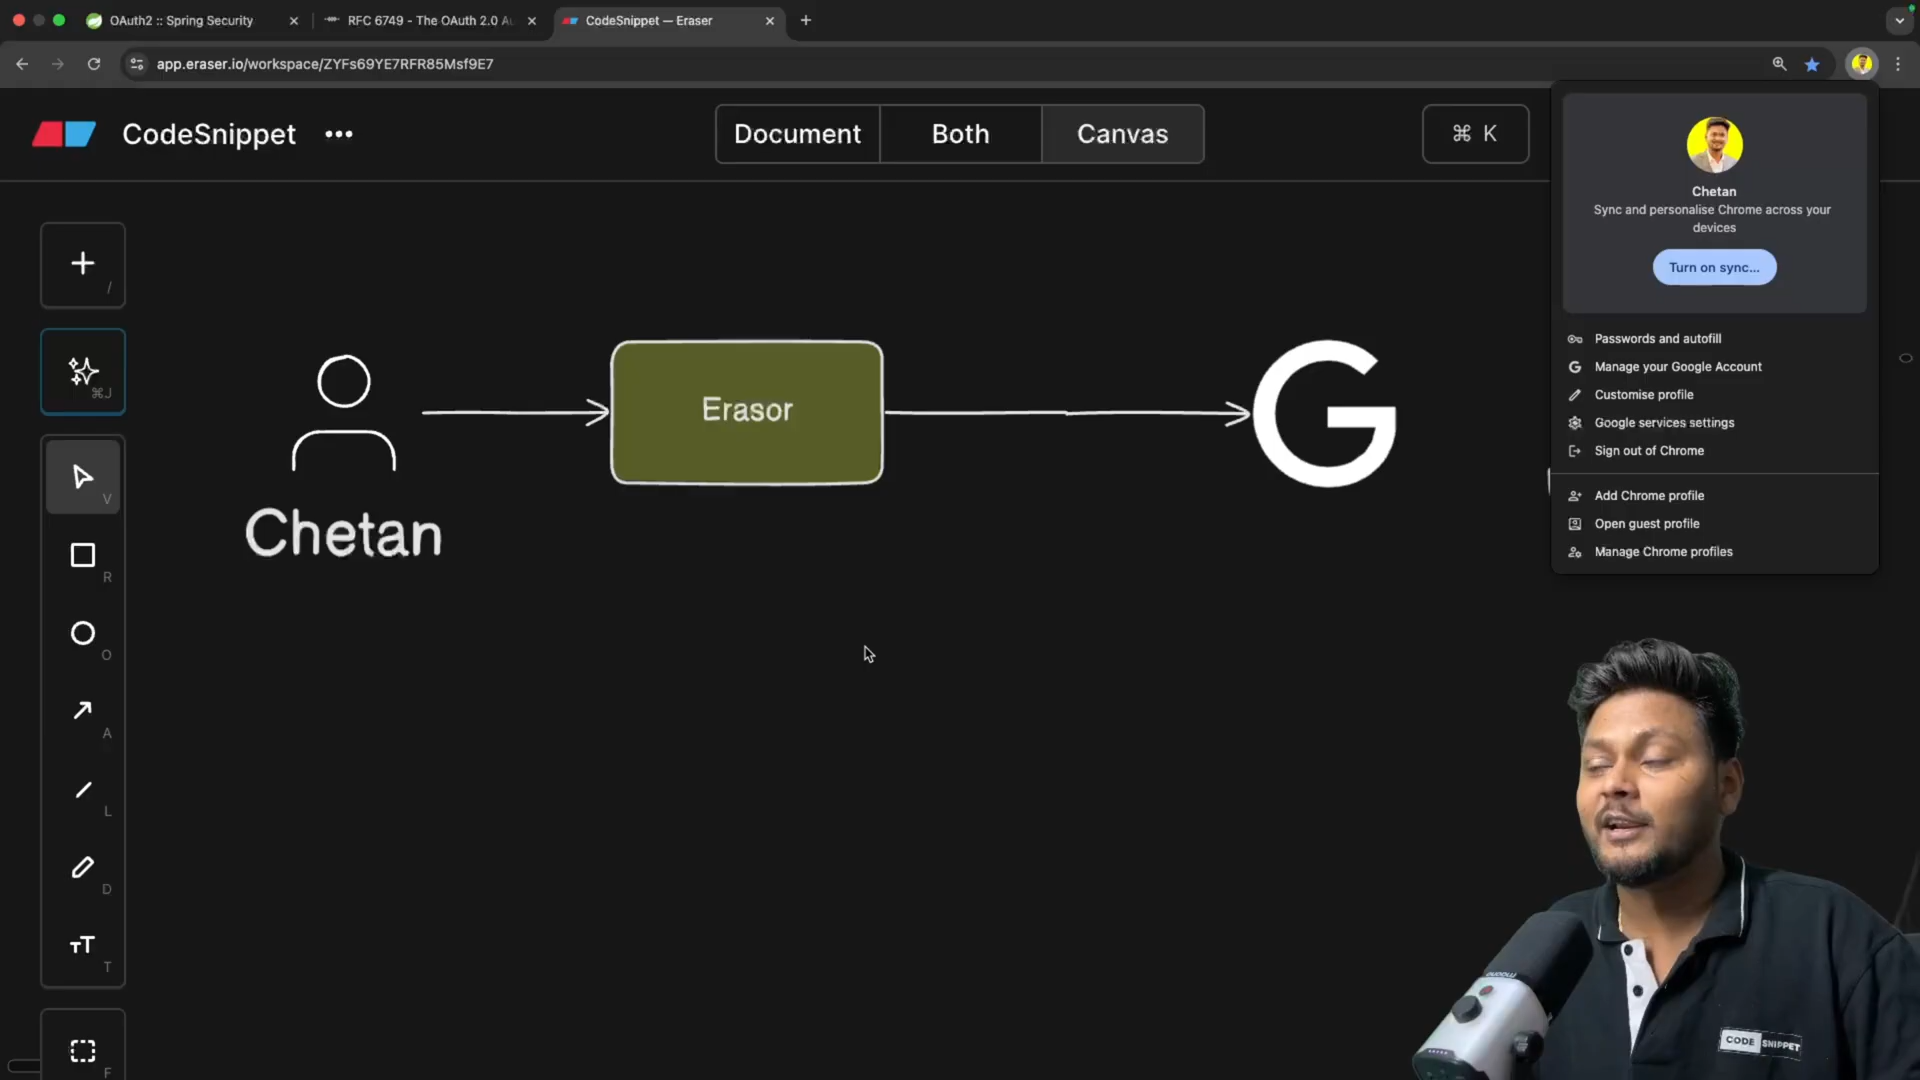 OAuth2 :: Spring Security
RFC 6749 - The OAuth 2.0 Au
CodeSnippet — Eraser
app.eraser.io/workspace/ZYFs69YE7RFR85Msf9E7
CodeSnippet
Document
Both
Canvas
⌘ K
Chetan
Sync and personalise Chrome across your
devices
Turn on sync...
Passwords and autofill
Manage your Google Account
Customise profile
Google services settings
Sign out of Chrome
Add Chrome profile
Open guest profile
Manage Chrome profiles
/
⌘J
V
R
O
A
L
D
T
F
Chetan
Erasor
G
maono
CODE SNIPPET